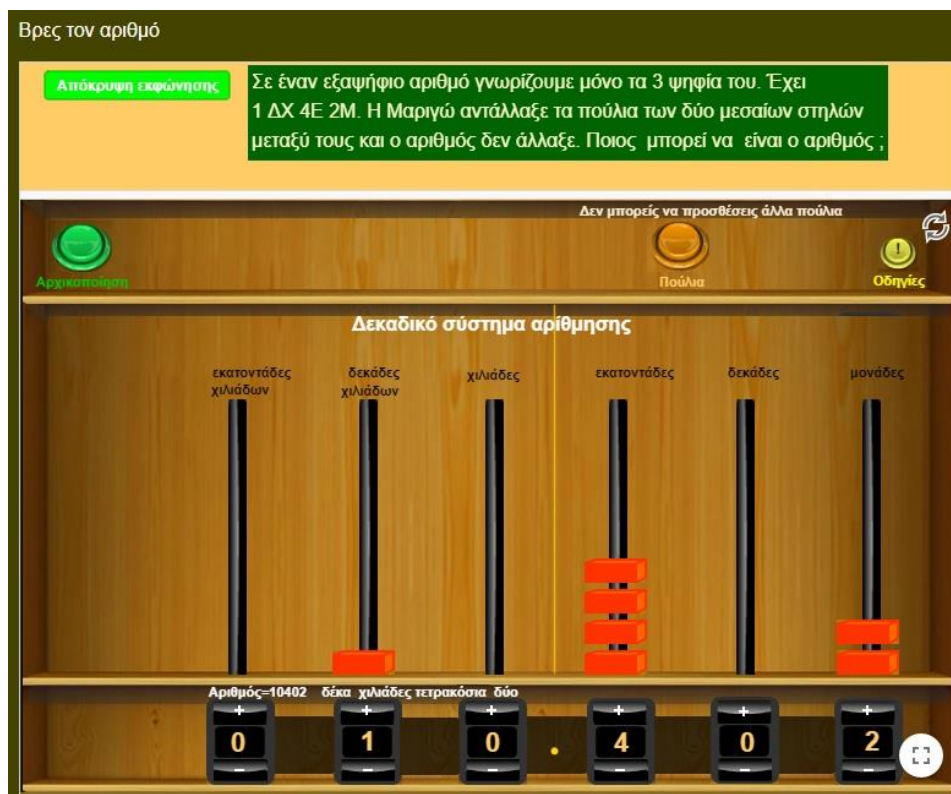 Βρες τον αριθμό
Απόκρυψη εκφώνησης
Σε έναν εξαψήφιο αριθμό γνωρίζουμε μόνο τα 3 ψηφία του. Έχει
1 ΔΧ 4Ε 2Μ. Η Μαριγώ αντάλλαξε τα πούλια των δύο μεσαίων στηλών
μεταξύ τους και ο αριθμός δεν άλλαξε. Ποιος μπορεί να είναι ο αριθμός ;
Δεν μπορείς να προσθέσεις άλλα πούλια
Αρχικοποίηση
Πούλια
!
Οδηγίες
Δεκαδικό σύστημα αρίθμησης
εκατοντάδες χιλιάδων
δεκάδες χιλιάδων
χιλιάδες
εκατοντάδες
δεκάδες
μονάδες
Αριθμός=10402 δέκα χιλιάδες τετρακόσια δύο
+ + + + + +
0 1 0 . 4 0 2
− − − − − −